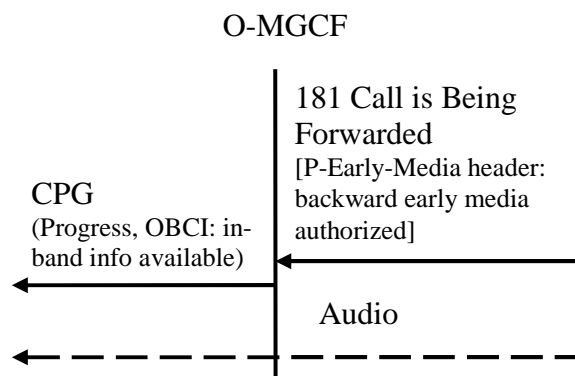 O-MGCF
181 Call is Being
Forwarded
[P-Early-Media header:
backward early media
authorized]
CPG
(Progress, OBCI: in-
band info available)
Audio